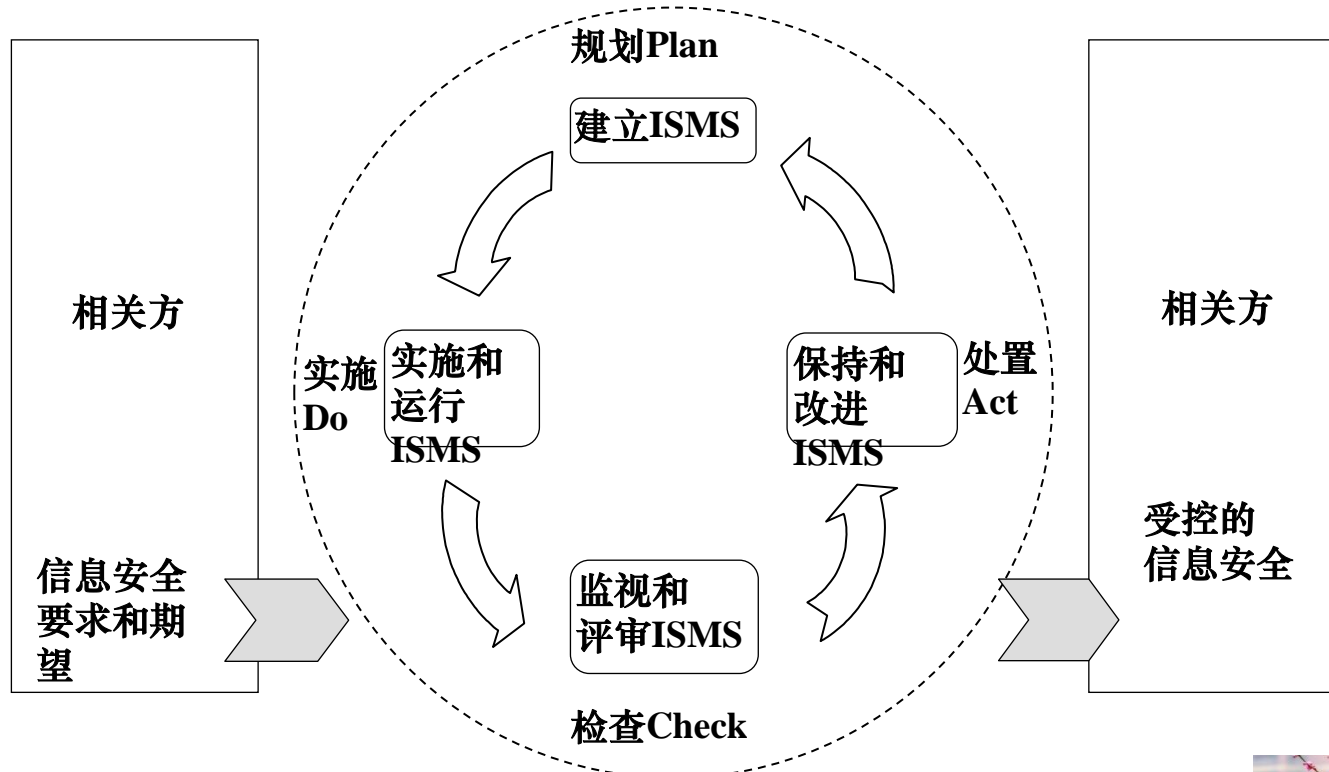 规划Plan
建立ISMS
相关方
相关方
实施
Do
实施和
运行
ISMS
保持和
改进
ISMS
处置
Act
信息安全
要求和期
望
监视和
评审ISMS
受控的
信息安全
检查Check